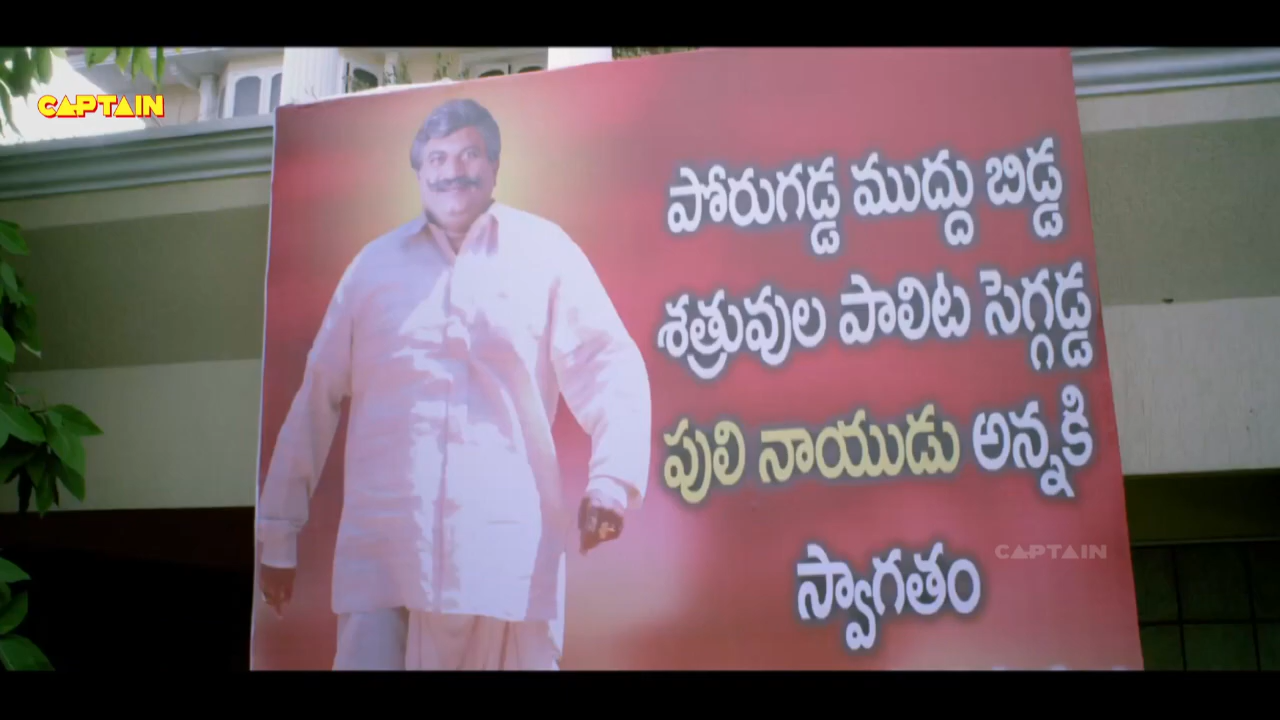 CAPTAIN
పోరుగడ్డ ముద్దు బిడ్డ
శత్రువుల పాలిట సెగ్గడ్డ
పులి నాయుడు అన్నకి
స్వాగతం
CAPTAIN